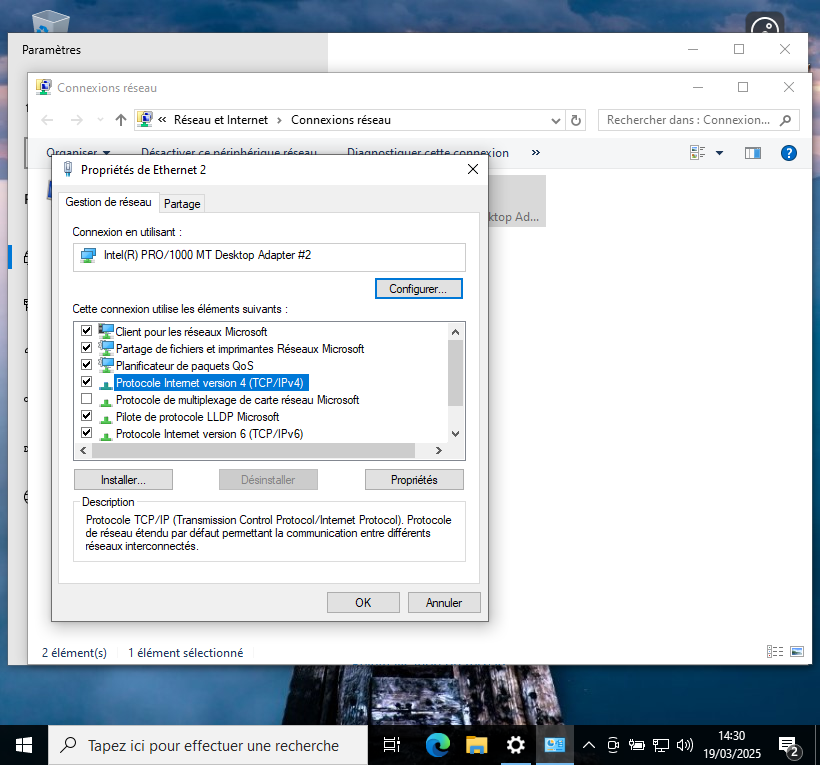 Paramètres
Connexions réseau
« Réseau et Internet › Connexions réseau
Rechercher dans : Connexion...
Organiser
Désactiver ce périphérique réseau
Diagnostiquer cette connexion
»
?
Propriétés de Ethernet 2
Gestion de réseau
Partage
Connexion en utilisant :
Intel(R) PRO/1000 MT Desktop Adapter #2
ktop Ad...
Configurer...
Cette connexion utilise les éléments suivants :
Client pour les réseaux Microsoft
Partage de fichiers et imprimantes Réseaux Microsoft
Planificateur de paquets QoS
Protocole Internet version 4 (TCP/IPv4)
Protocole de multiplexage de carte réseau Microsoft
Pilote de protocole LLDP Microsoft
Protocole Internet version 6 (TCP/IPv6)
Installer...
Désinstaller
Propriétés
Description
Protocole TCP/IP (Transmission Control Protocol/Internet Protocol). Protocole
de réseau étendu par défaut permettant la communication entre différents
réseaux interconnectés.
OK
Annuler
2 élément(s)
1 élément sélectionné
Tapez ici pour effectuer une recherche
14:30
19/03/2025
2